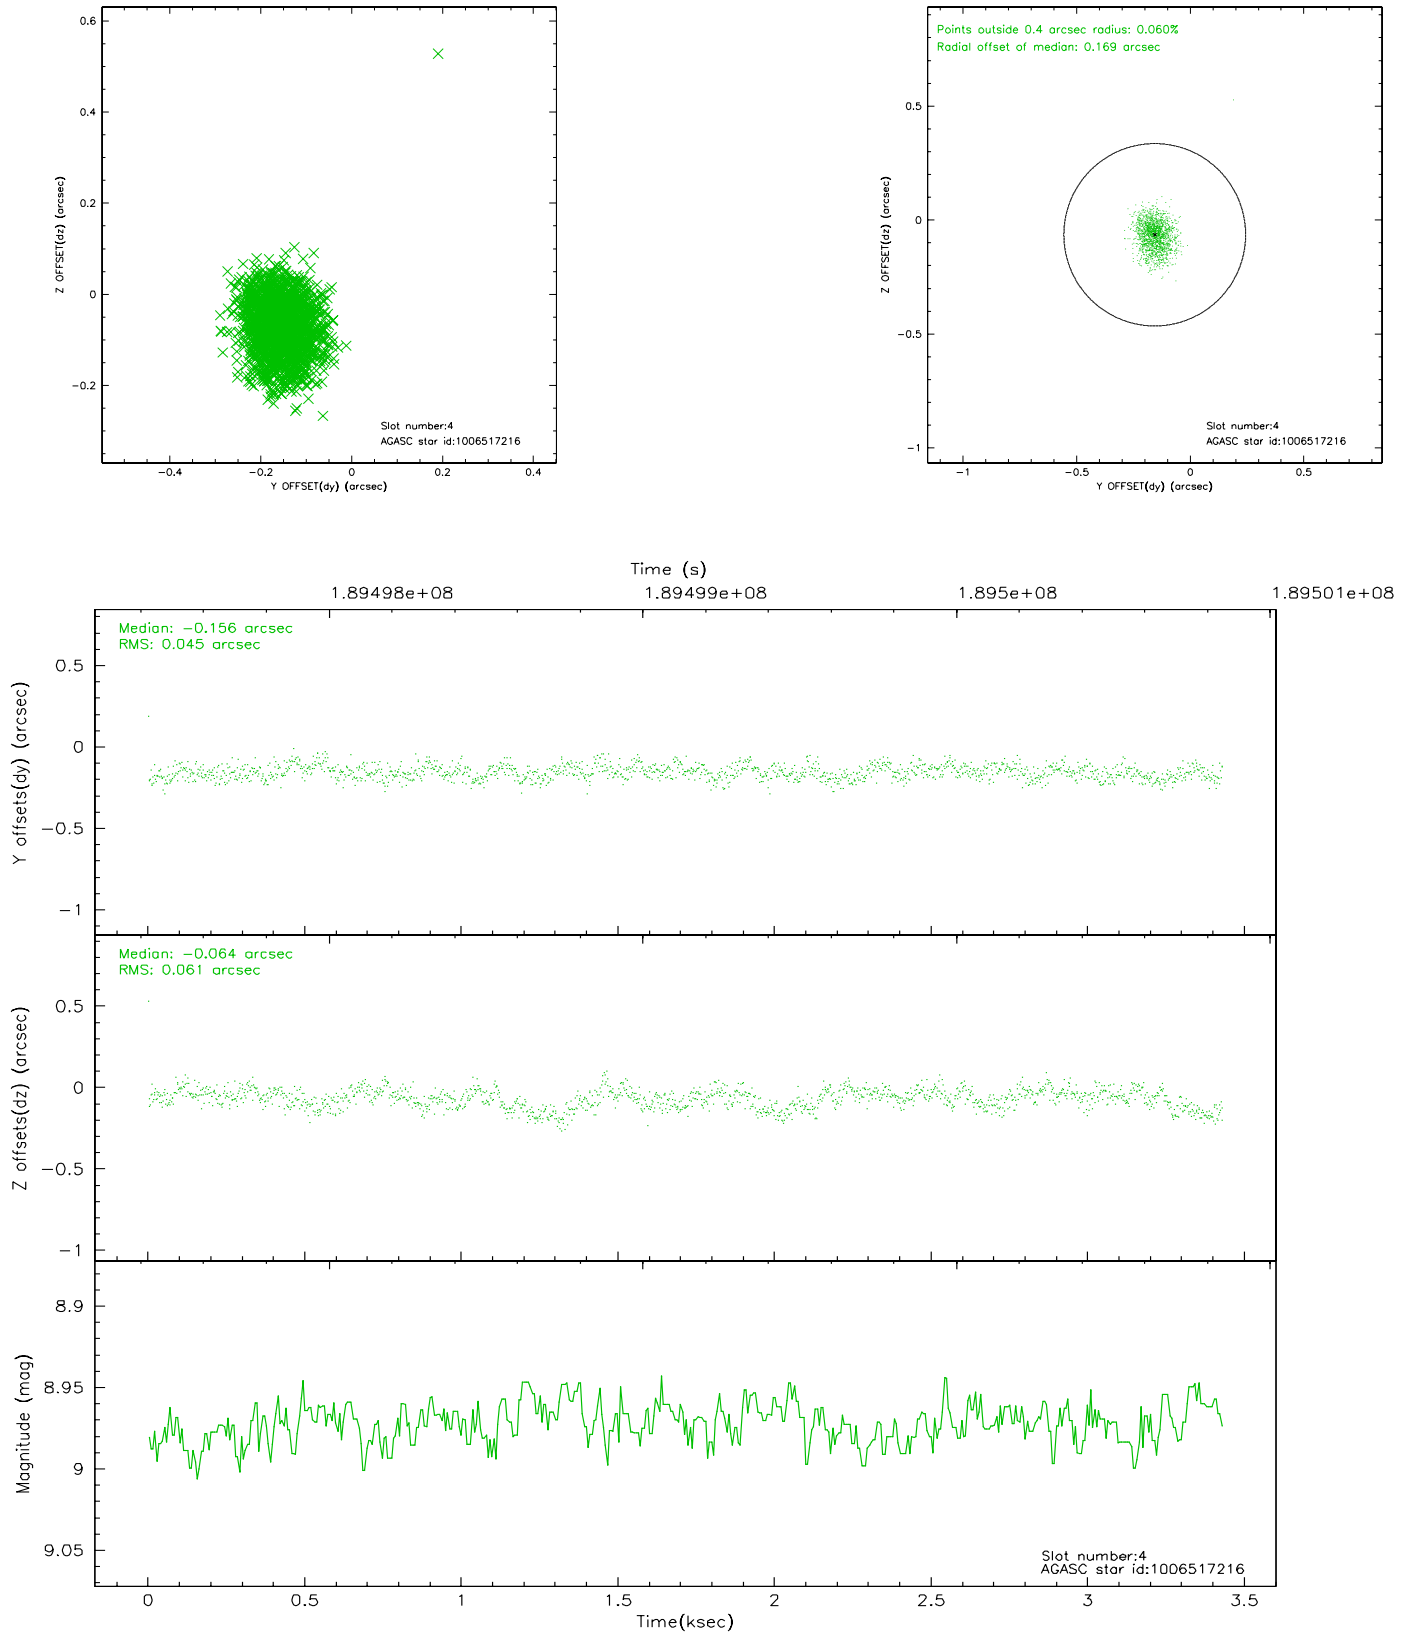 0.6
0.4
0.2
0
−0.2
Z OFFSET(dz) (arcsec)
−0.4
−0.2
0
0.2
0.4
Y OFFSET(dy) (arcsec)
Slot number:4
AGASC star id:1006517216
Points outside 0.4 arcsec radius: 0.060%
Radial offset of median: 0.169 arcsec
0.5
0
−0.5
−1
Z OFFSET(dz) (arcsec)
−1
−0.5
0
0.5
Y OFFSET(dy) (arcsec)
Slot number:4
AGASC star id:1006517216
Time (s)
1.89498e+08
1.89499e+08
1.895e+08
1.89501e+08
Median: −0.156 arcsec
RMS: 0.045 arcsec
0.5
0
−0.5
−1
Y offsets(dy) (arcsec)
Median: −0.064 arcsec
RMS: 0.061 arcsec
0.5
0
−0.5
−1
Z offsets(dz) (arcsec)
8.9
8.95
9
9.05
Magnitude (mag)
Slot number:4
AGASC star id:1006517216
0
0.5
1
1.5
2
2.5
3
3.5
Time(ksec)